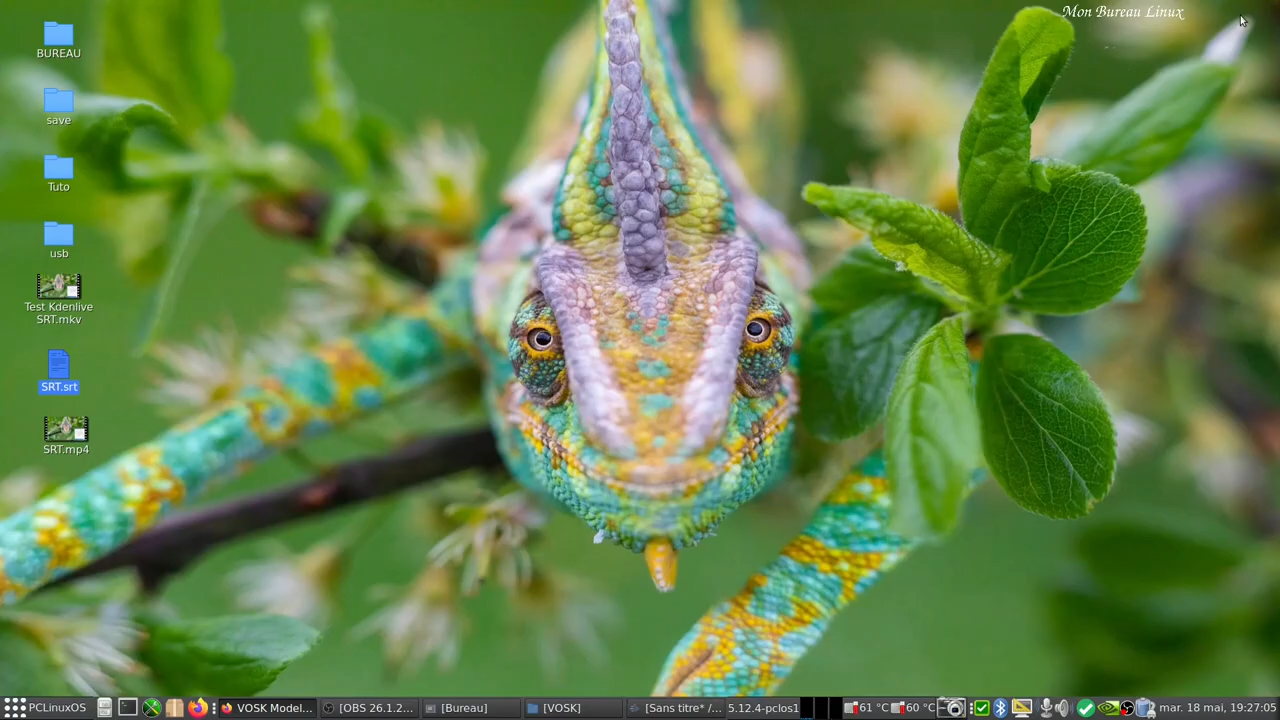 Mon Bureau Linux
BUREAU
save
Tuto
usb
Test Kdenlive
SRT.mkv
SRT.srt
SRT.mp4
PCLinuxOS
VOSK Model...
[OBS 26.1.2...
[Bureau]
[VOSK]
[Sans titre* /...
5.12.4-pclos1
61 °C
60 °C
mar. 18 mai, 19:27:05